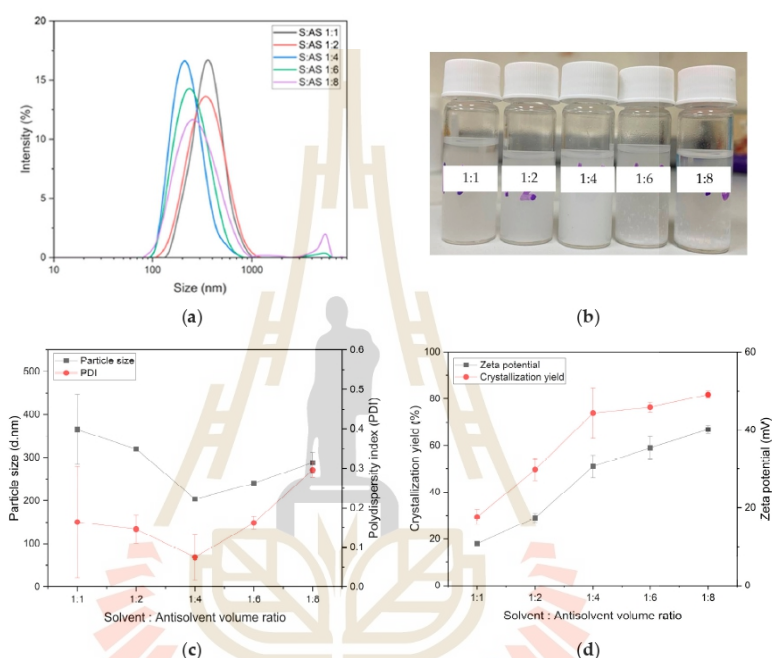 20
15
10
5
0
Intensity (%)
S:AS 1:1
S:AS 1:2
S:AS 1:4
S:AS 1:6
S:AS 1:8
10 100 1000
Size (nm)
(a)
1:1 1:2 1:4 1:6 1:8
(b)
500
400
300
250
200
150
100
50
0
Particle size (d.nm)
Particle size
PDI
0.6
0.5
0.4
0.3
0.2
0.1
0.0
Polydispersity index (PDI)
1:1 1:2 1:4 1:6 1:8
Solvent : Antisolvent volume ratio
(c)
100
80
60
40
20
0
Crystallization yield (%)
Zeta potential
Crystallization yield
60
40
20
0
Zeta potential (mV)
1:1 1:2 1:4 1:6 1:8
Solvent : Antisolvent volume ratio
(d)